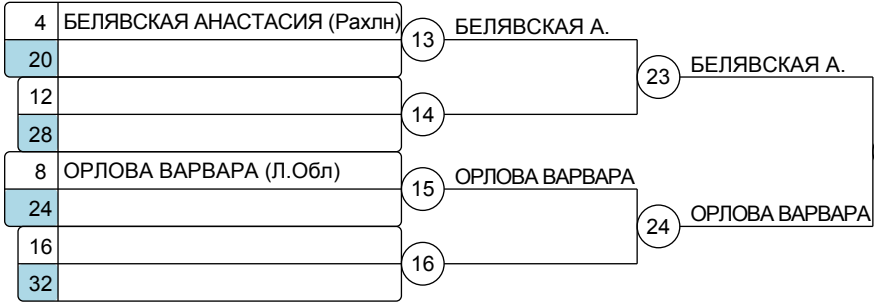 4 БЕЛЯВСКАЯ АНАСТАСИЯ (Рахлн)
13 БЕЛЯВСКАЯ А.
20
23 БЕЛЯВСКАЯ А.
12
14
28
8 ОРЛОВА ВАРВАРА (Л.Обл)
15 ОРЛОВА ВАРВАРА
24
24 ОРЛОВА ВАРВАРА
16
16
32